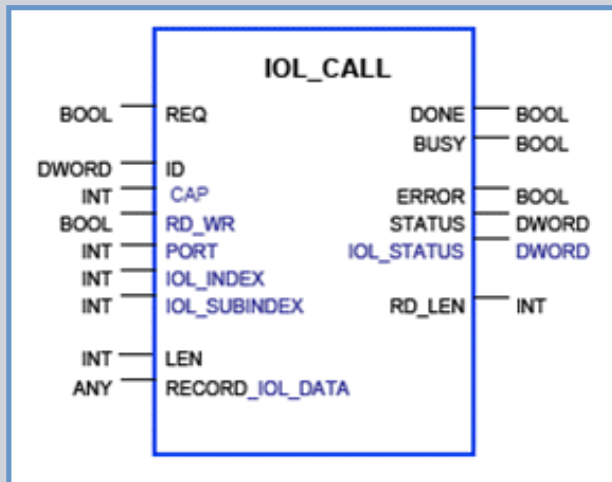 IOL_CALL
BOOL REQ DONE BOOL
BUSY BOOL
DWORD ID
INT CAP ERROR BOOL
BOOL RD_WR STATUS DWORD
INT PORT IOL_STATUS DWORD
INT IOL_INDEX
INT IOL_SUBINDEX RD_LEN INT
INT LEN
ANY RECORD_IOL_DATA